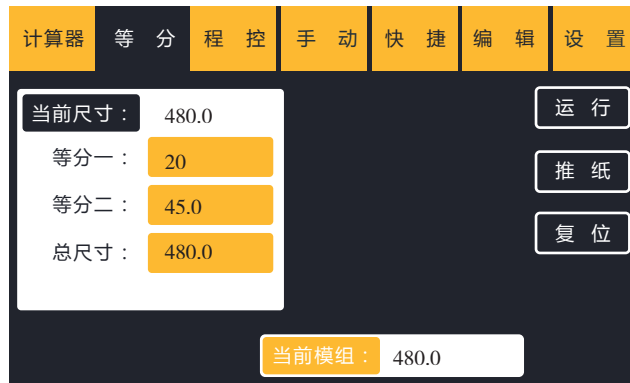 计算器 等 分 程 控 手 动 快 捷 编 辑 设 置
当前尺寸： 480.0
等分一： 20
等分二： 45.0
总尺寸： 480.0
运 行
推 纸
复 位
当前模组： 480.0